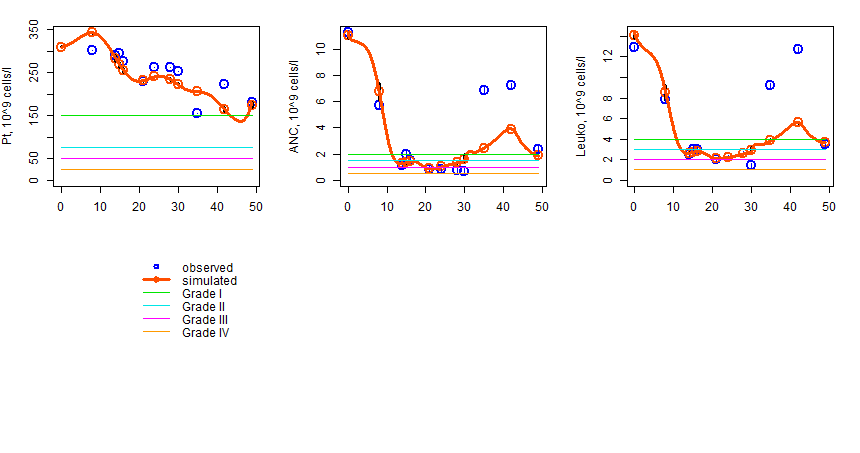 Pt, 10^9 cells/l
350
250
150
50
0
0 10 20 30 40 50
ANC, 10^9 cells/l
10
8
6
4
2
0
0 10 20 30 40 50
Leuko, 10^9 cells/l
12
8
6
4
2
0
0 10 20 30 40 50
observed
simulated
Grade I
Grade II
Grade III
Grade IV